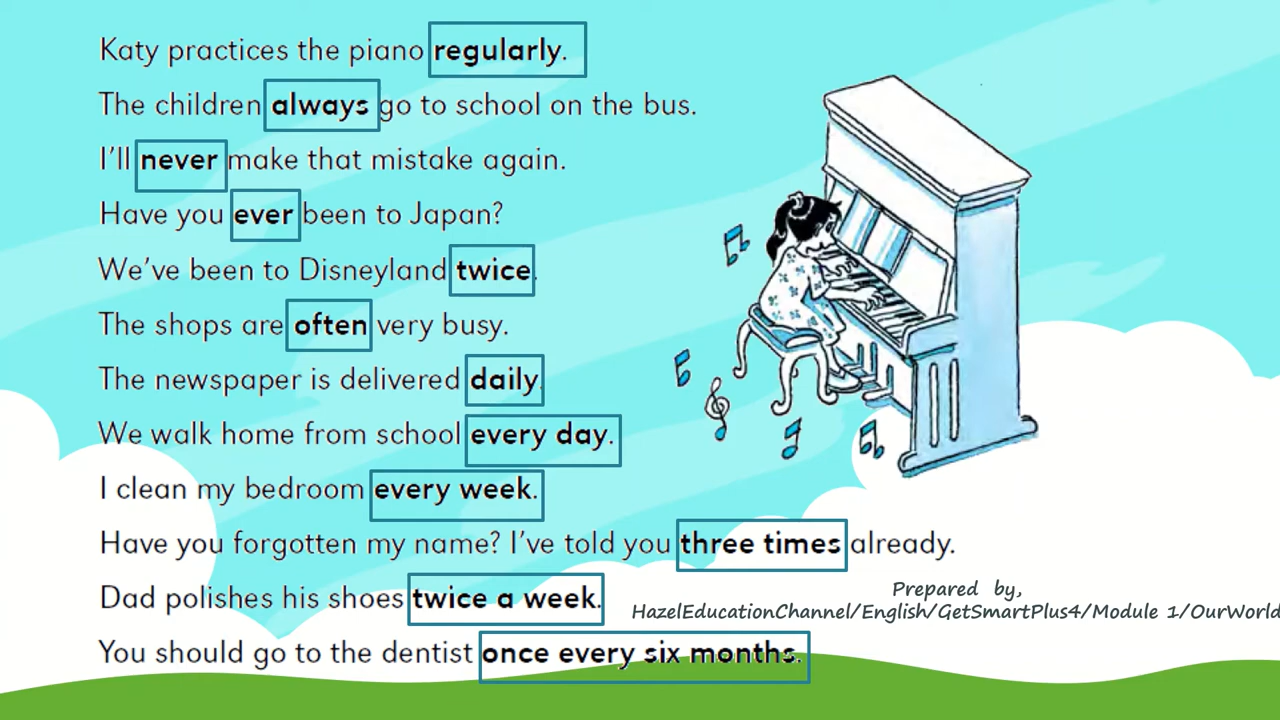 Katy practices the piano regularly.
The children always go to school on the bus.
I'll never make that mistake again.
Have you ever been to Japan?
We've been to Disneyland twice.
The shops are often very busy.
The newspaper is delivered daily.
We walk home from school every day.
I clean my bedroom every week.
Have you forgotten my name? I've told you three times already.
Dad polishes his shoes twice a week.
You should go to the dentist once every six months.
Prepared by,
HazelEducationChannel/English/GetSmartPlus4/Module 1/OurWorld